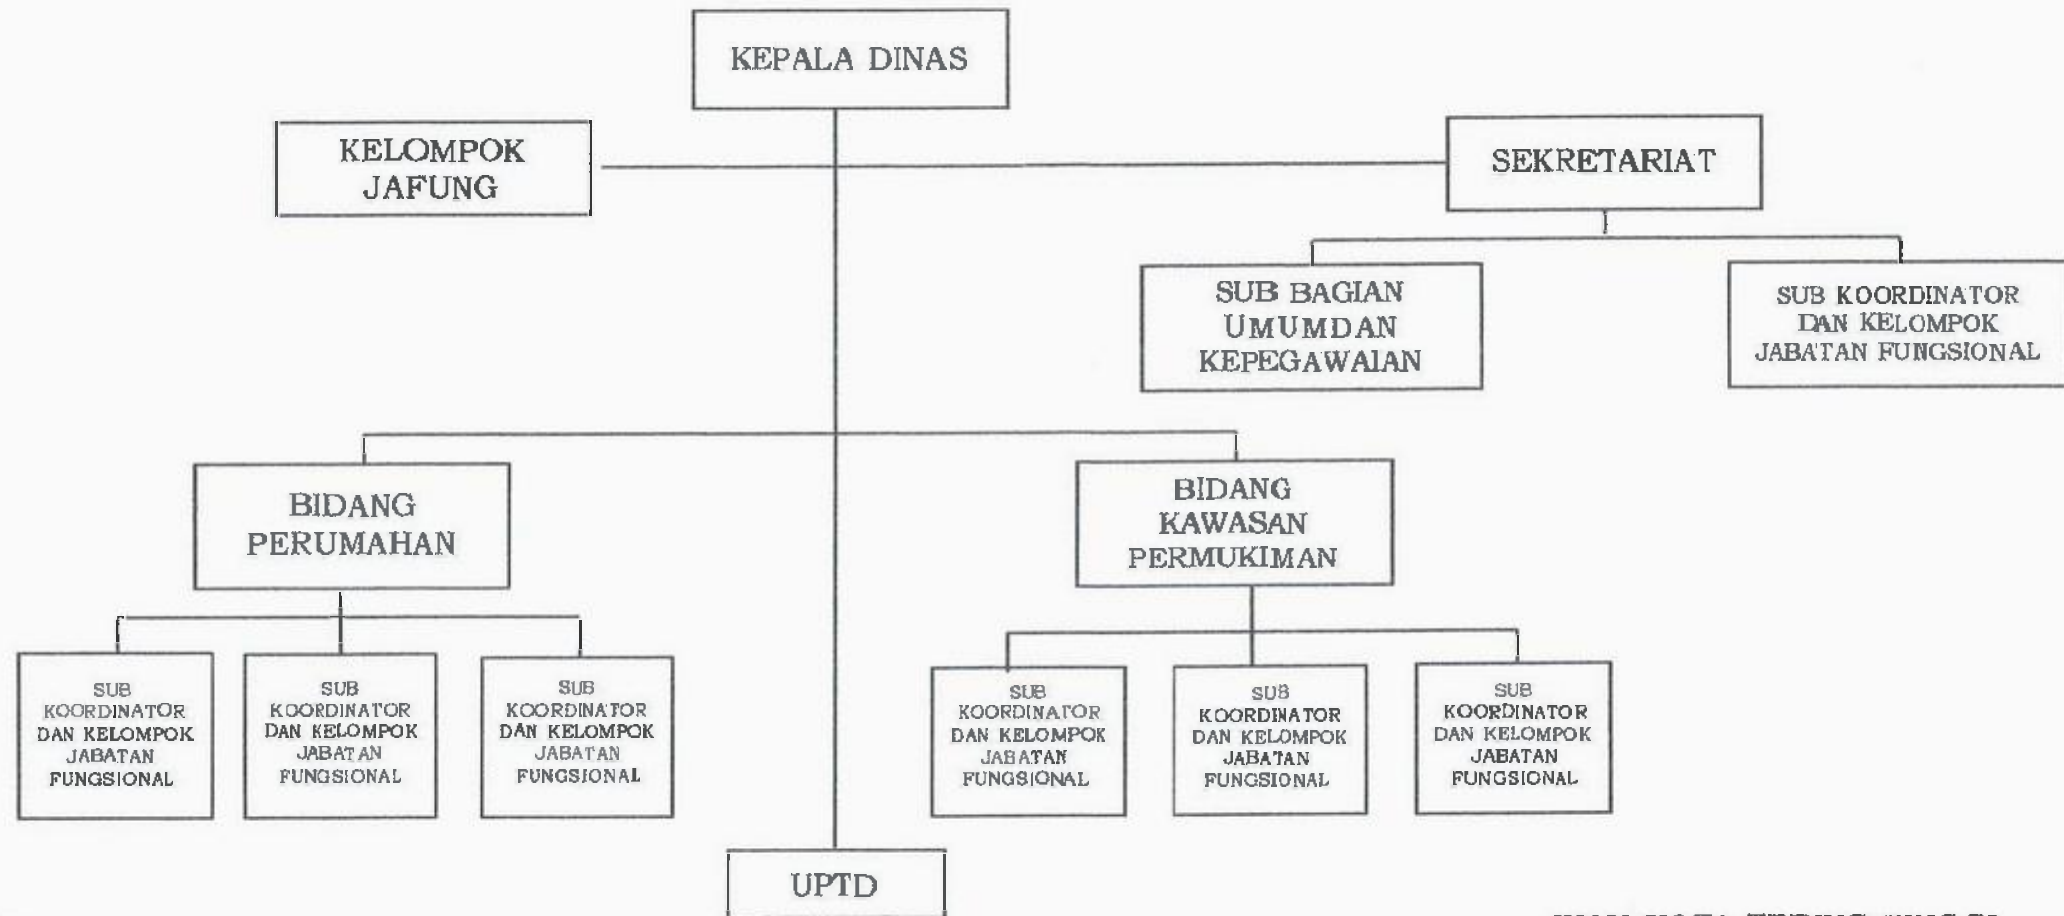 KEPALA DINAS
KELOMPOK
JAFUNG
SEKRETARIAT
SUB BAGIAN
UMUMDAN
KEPEGAWAIAN
SUB KOORDINATOR
DAN KELOMPOK
JABATAN FUNGSIONAL
BIDANG
PERUMAHAN
BIDANG
KAWASAN
PERMUKIMAN
SUB
KOORDINATOR
DAN KELOMPOK
JABATAN
FUNGSIONAL
SUB
KOORDINATOR
DAN KELOMPOK
JABATAN
FUNGSIONAL
SUB
KOORDINATOR
DAN KELOMPOK
JABATAN
FUNGSIONAL
SUB
KOORDINATOR
DAN KELOMPOK
JABATAN
FUNGSIONAL
SUB
KOORDINATOR
DAN KELOMPOK
JABATAN
FUNGSIONAL
SUB
KOORDINATOR
DAN KELOMPOK
JABATAN
FUNGSIONAL
UPTD